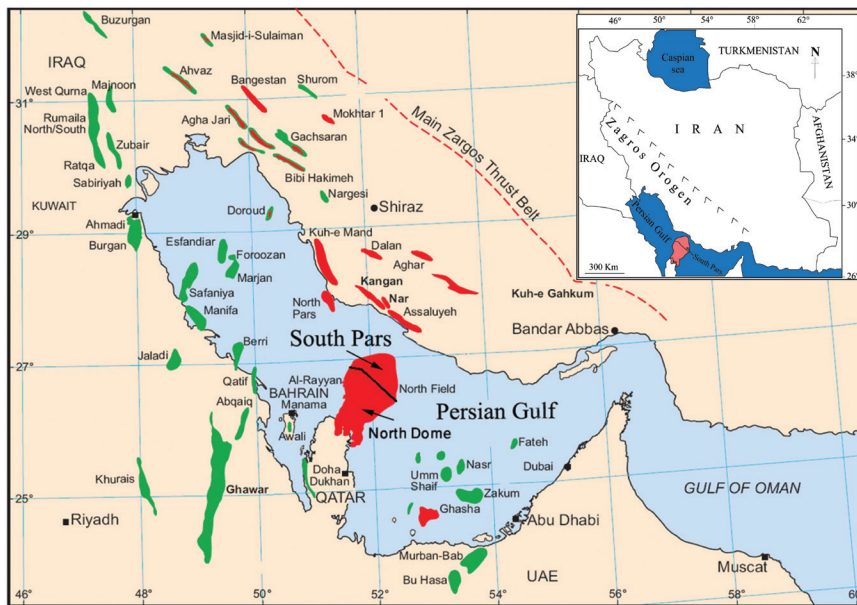 Buzurgan
Masjid-i-Sulaiman
IRAQ
Ahvaz
Majnoon
West Qurna
Bangestan
Shurom
31
Rumaila
North/South
Agha Jari
Mokhtar 1
Zubair
Gachsaran
Ratqa
Sabiriyah
Bibi Hakimeh
Main Zargos Thrust Belt
KUWAIT
Nargesi
Doroud
Shiraz
Ahmadi
29
Burgan
Kuh-e Mand
Esfandiar
Foroozan
Dalan
Aghar
Marjan
Safaniya
Kangan
Nar
Manifa
North
Pars
Assaluyeh
Kuh-e Gahkum
Bandar Abbas
South Pars
Berri
27
Jaladi
Qatif
Al-Rayyan
North Field
BAHRAIN
Manama
Abqaiq
Persian Gulf
Awali
North Dome
Fateh
Doha
Dukhan
Nasr
Dubai
Khurais
Umm
Shaif
Ghawar
QATAR
Zakum
GULF OF OMAN
25
Ghasha
Riyadh
Abu Dhabi
Murban-Bab
Muscat
Bu Hasa
UAE
46°
48
50
52
54
56
58
60
46°
50°
52°
54°
58°
62°
Caspian
sea
TURKMENISTAN
N
38°
IRAN
Zagros Orogen
AFGHANISTAN
IRAQ
30°
Persian Gulf
South Pars
300 Km
26°